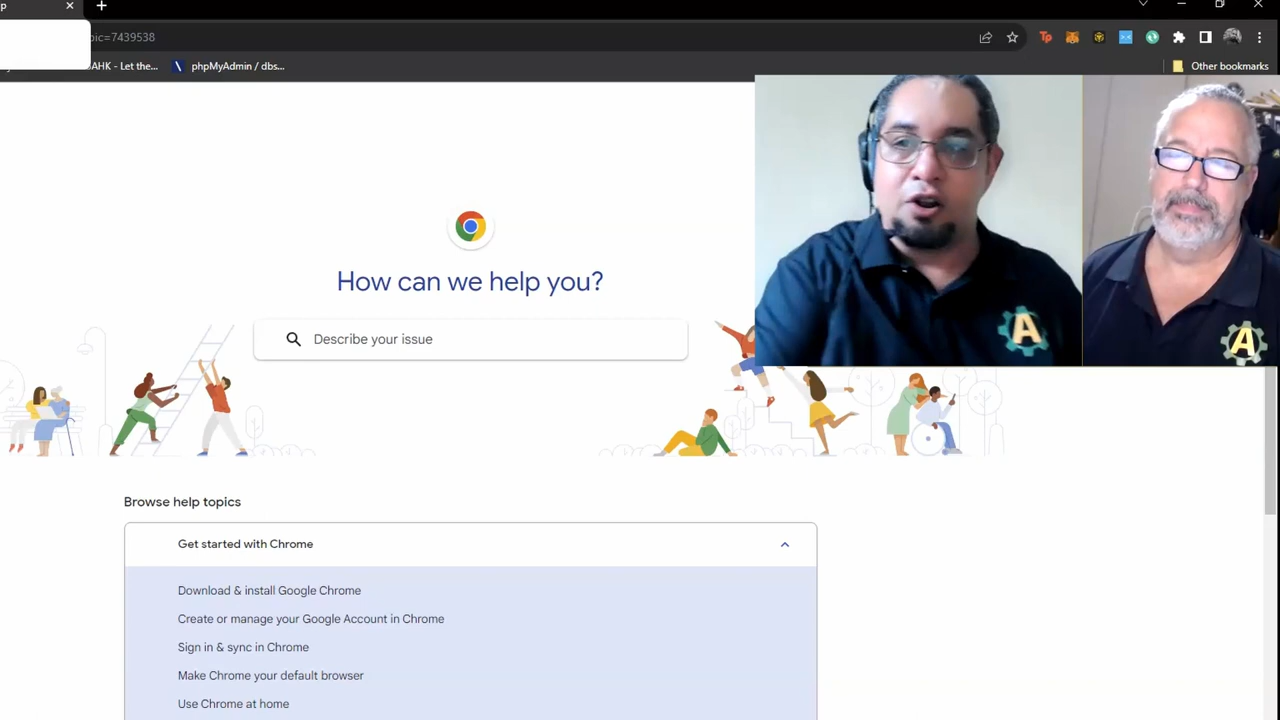 p
pic=7439538
AHK - Let the...
phpMyAdmin / dbs...
Other bookmarks
Tp
A
A
How can we help you?
Describe your issue
Browse help topics
Get started with Chrome
Download & install Google Chrome
Create or manage your Google Account in Chrome
Sign in & sync in Chrome
Make Chrome your default browser
Use Chrome at home